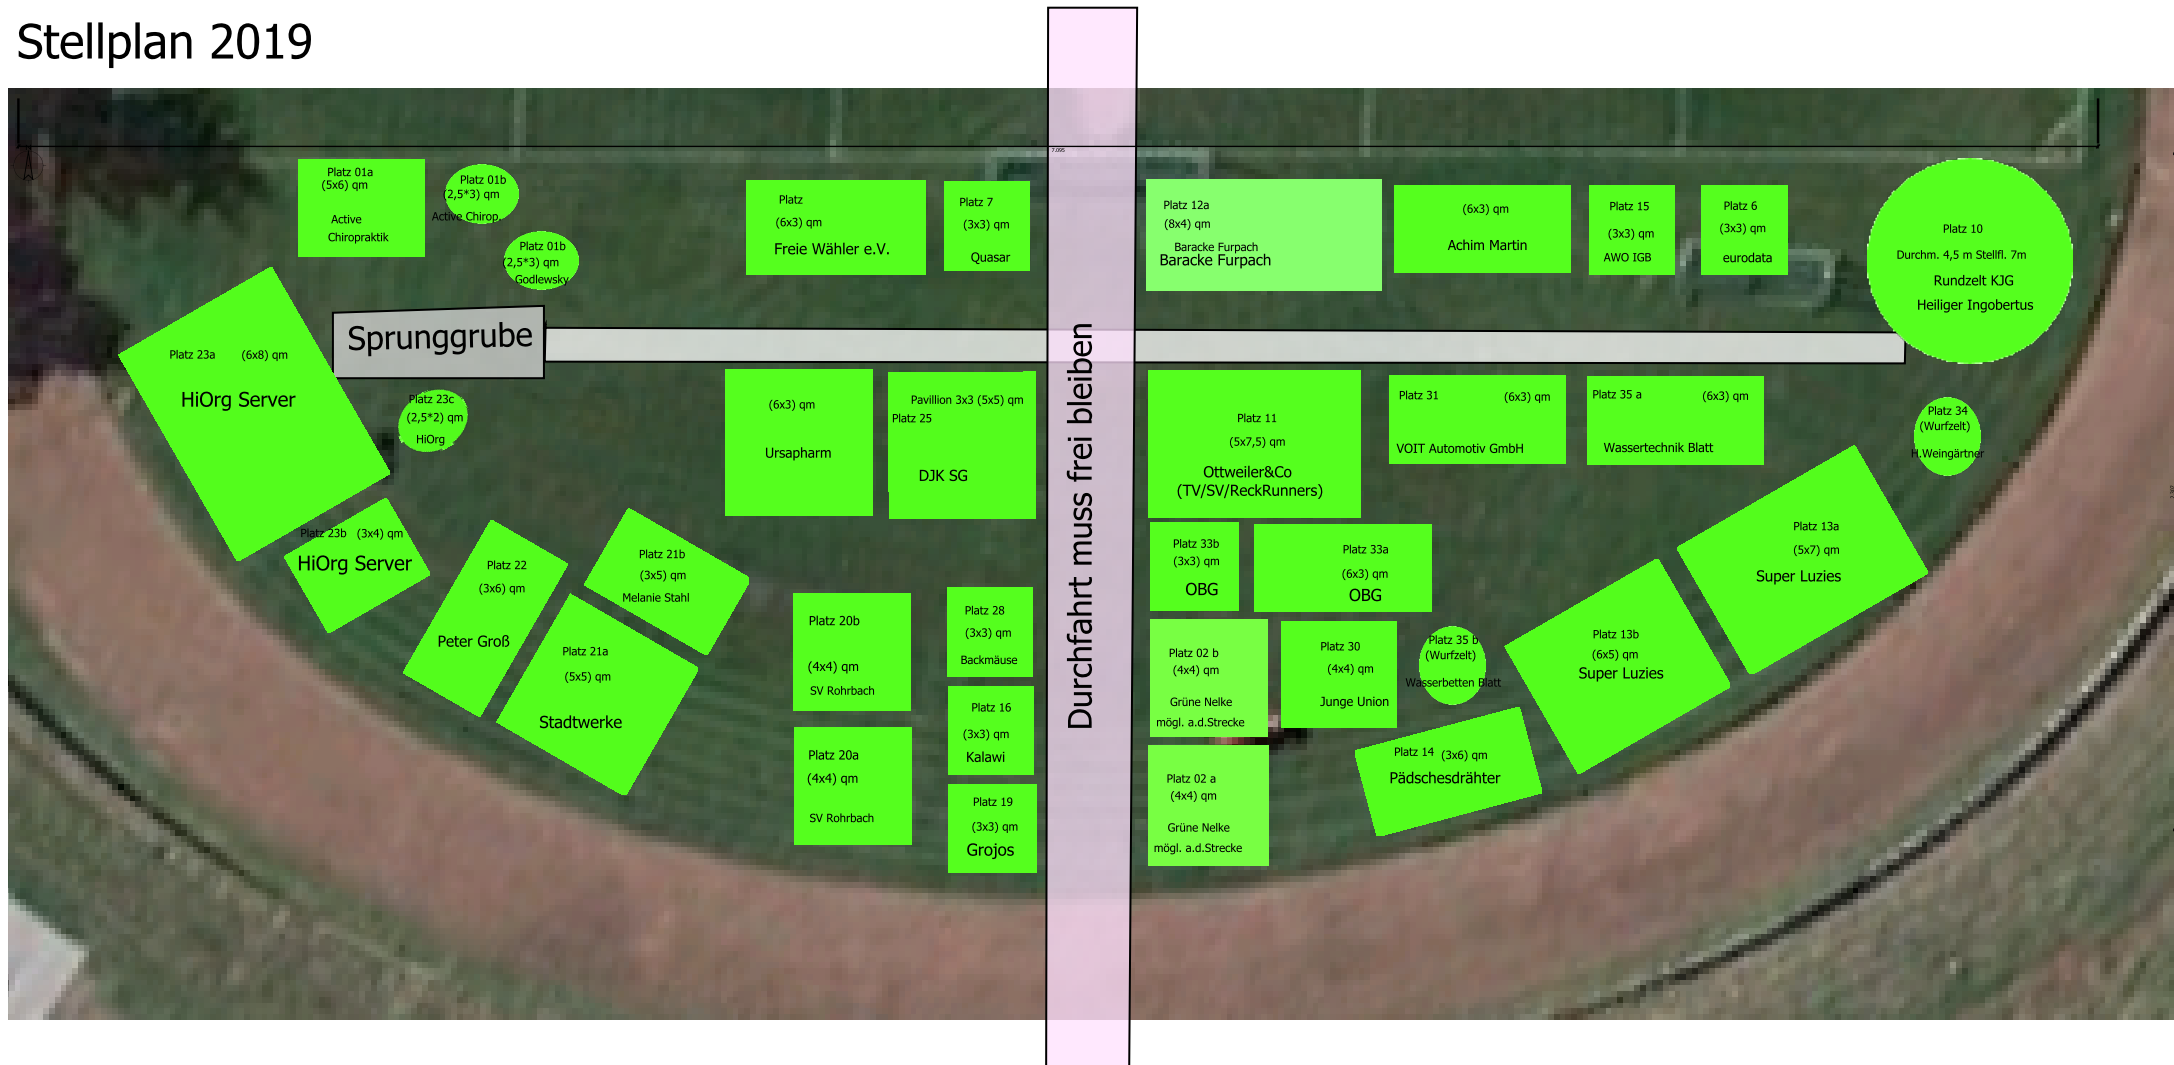 Stellplan 2019
7.095
Platz 01a
(5x6) qm
Active
Chiropraktik
Platz 01b
(2,5*3) qm
Active Chirop.
Platz 01b
(2,5*3) qm
Godlewsky
Platz
(6x3) qm
Freie Wähler e.V.
Platz 7
(3x3) qm
Quasar
Platz 12a
(8x4) qm
Baracke Furpach
Baracke Furpach
(6x3) qm
Achim Martin
Platz 15
(3x3) qm
AWO IGB
Platz 6
(3x3) qm
eurodata
Platz 10
Durchm. 4,5 m Stellfl. 7m
Rundzelt KJG
Heiliger Ingobertus
Sprunggrube
Durchfahrt muss frei bleiben
Platz 23a (6x8) qm
HiOrg Server
Platz 23c
(2,5*2) qm
HiOrg
Platz 23b (3x4) qm
HiOrg Server
Platz 22
(3x6) qm
Peter Groß
Platz 21b
(3x5) qm
Melanie Stahl
Platz 21a
(5x5) qm
Stadtwerke
(6x3) qm
Ursapharm
Pavillion 3x3 (5x5) qm
Platz 25
DJK SG
Platz 20b
(4x4) qm
SV Rohrbach
Platz 20a
(4x4) qm
SV Rohrbach
Platz 28
(3x3) qm
Backmäuse
Platz 16
(3x3) qm
Kalawi
Platz 19
(3x3) qm
Grojos
Platz 11
(5x7,5) qm
Ottweiler&Co
(TV/SV/ReckRunners)
Platz 31 (6x3) qm
VOIT Automotiv GmbH
Platz 35 a (6x3) qm
Wassertechnik Blatt
Platz 34
(Wurfzelt)
H.Weingärtner
Platz 33b
(3x3) qm
OBG
Platz 33a
(6x3) qm
OBG
Platz 02 b
(4x4) qm
Grüne Nelke
mögl. a.d.Strecke
Platz 30
(4x4) qm
Junge Union
Platz 35 b
(Wurfzelt)
Wasserbetten Blatt
Platz 13b
(6x5) qm
Super Luzies
Platz 13a
(5x7) qm
Super Luzies
Platz 14 (3x6) qm
Pädschesdrähter
Platz 02 a
(4x4) qm
Grüne Nelke
mögl. a.d.Strecke